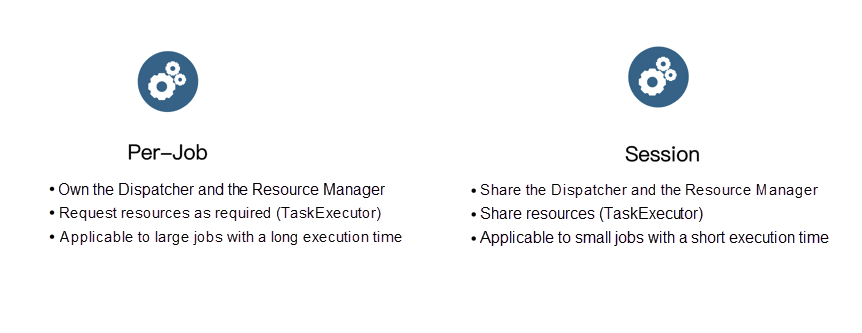 Per-Job
• Own the Dispatcher and the Resource Manager
• Request resources as required (TaskExecutor)
• Applicable to large jobs with a long execution time
Session
• Share the Dispatcher and the Resource Manager
• Share resources (TaskExecutor)
• Applicable to small jobs with a short execution time